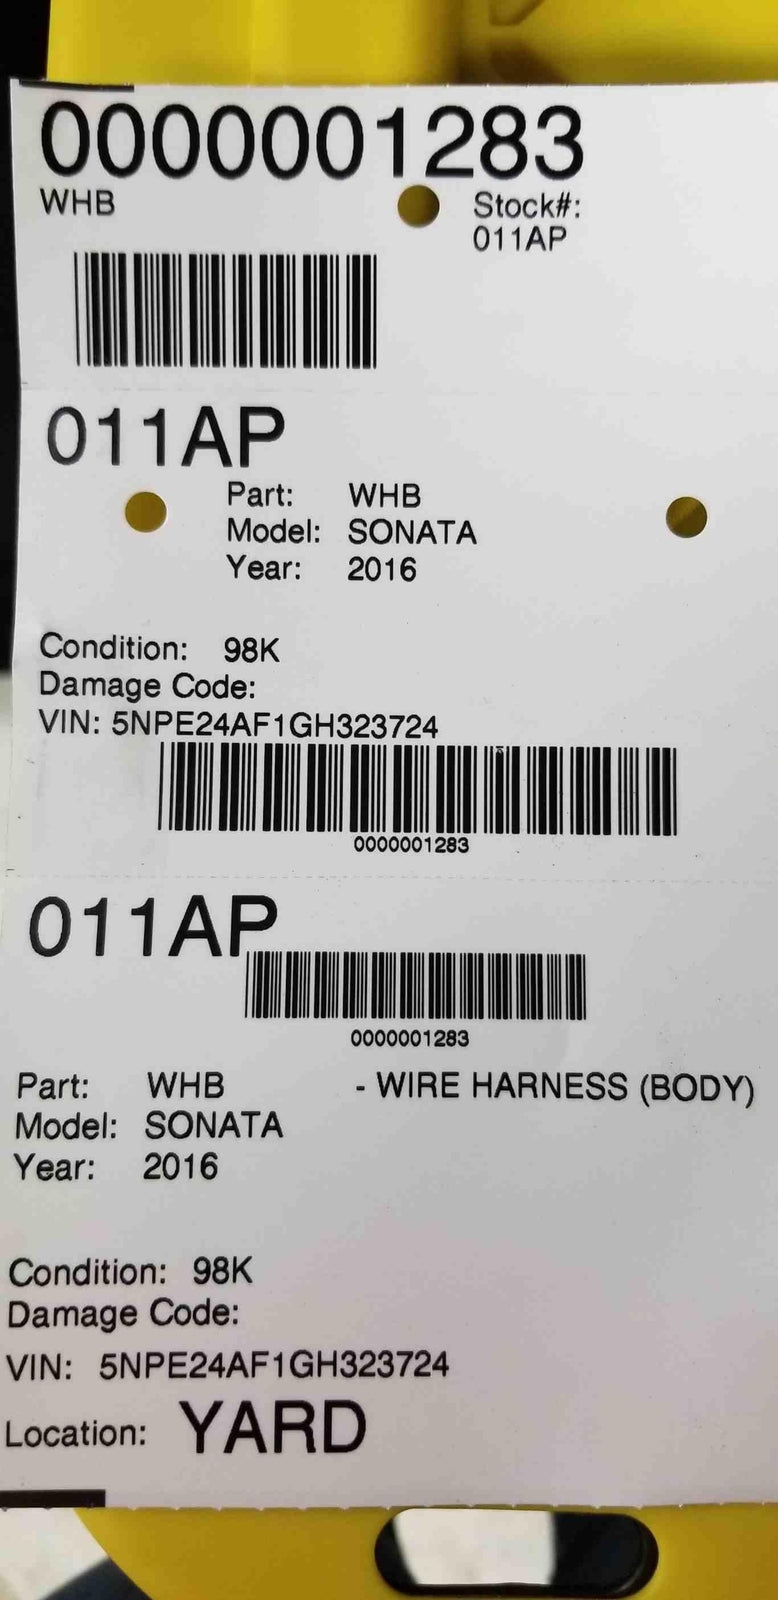 0000001283
WHB
Stock#:
011AP
011AP
Part: WHB
Model: SONATA
Year: 2016
Condition: 98K
Damage Code:
VIN: 5NPE24AF1GH323724
0000001283
011AP
0000001283
Part: WHB - WIRE HARNESS (BODY)
Model: SONATA
Year: 2016
Condition: 98K
Damage Code:
VIN: 5NPE24AF1GH323724
Location: YARD